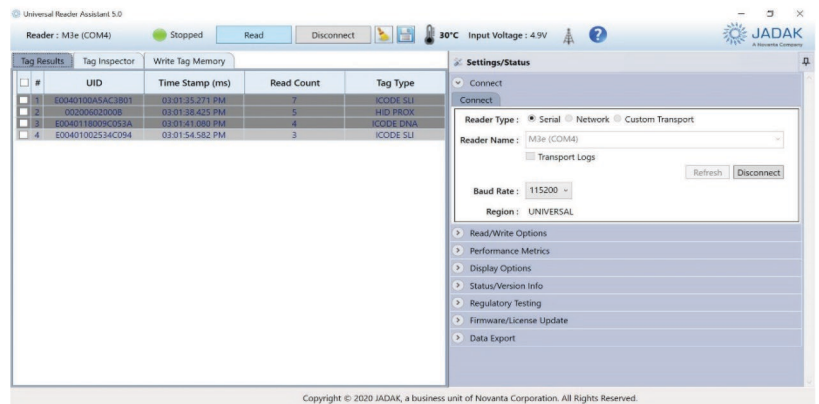 Universal Reader Assistant 5.0
Reader : M3e (COM4) Stopped Read Disconnect 30°C Input Voltage : 4.9V ? JADAK
A Novanta Company
Tag Results Tag Inspector Write Tag Memory
# UID Time Stamp (ms) Read Count Tag Type
1 E0040100A5AC3801 03:01:35.271 PM 7 ICODE SLI
2 002006020008 03:01:38.425 PM 5 HID PROX
3 E0040118009C053A 03:01:41.080 PM 4 ICODE DNA
4 E00401002534C094 03:01:54.582 PM 3 ICODE SLI
Settings/Status
Connect
Connect
Reader Type : Serial Network Custom Transport
Reader Name : M3e (COM4)
Transport Logs
Refresh Disconnect
Baud Rate : 115200
Region : UNIVERSAL
Read/Write Options
Performance Metrics
Display Options
Status/Version Info
Regulatory Testing
Firmware/License Update
Data Export
Copyright © 2020 JADAK, a business unit of Novanta Corporation. All Rights Reserved.